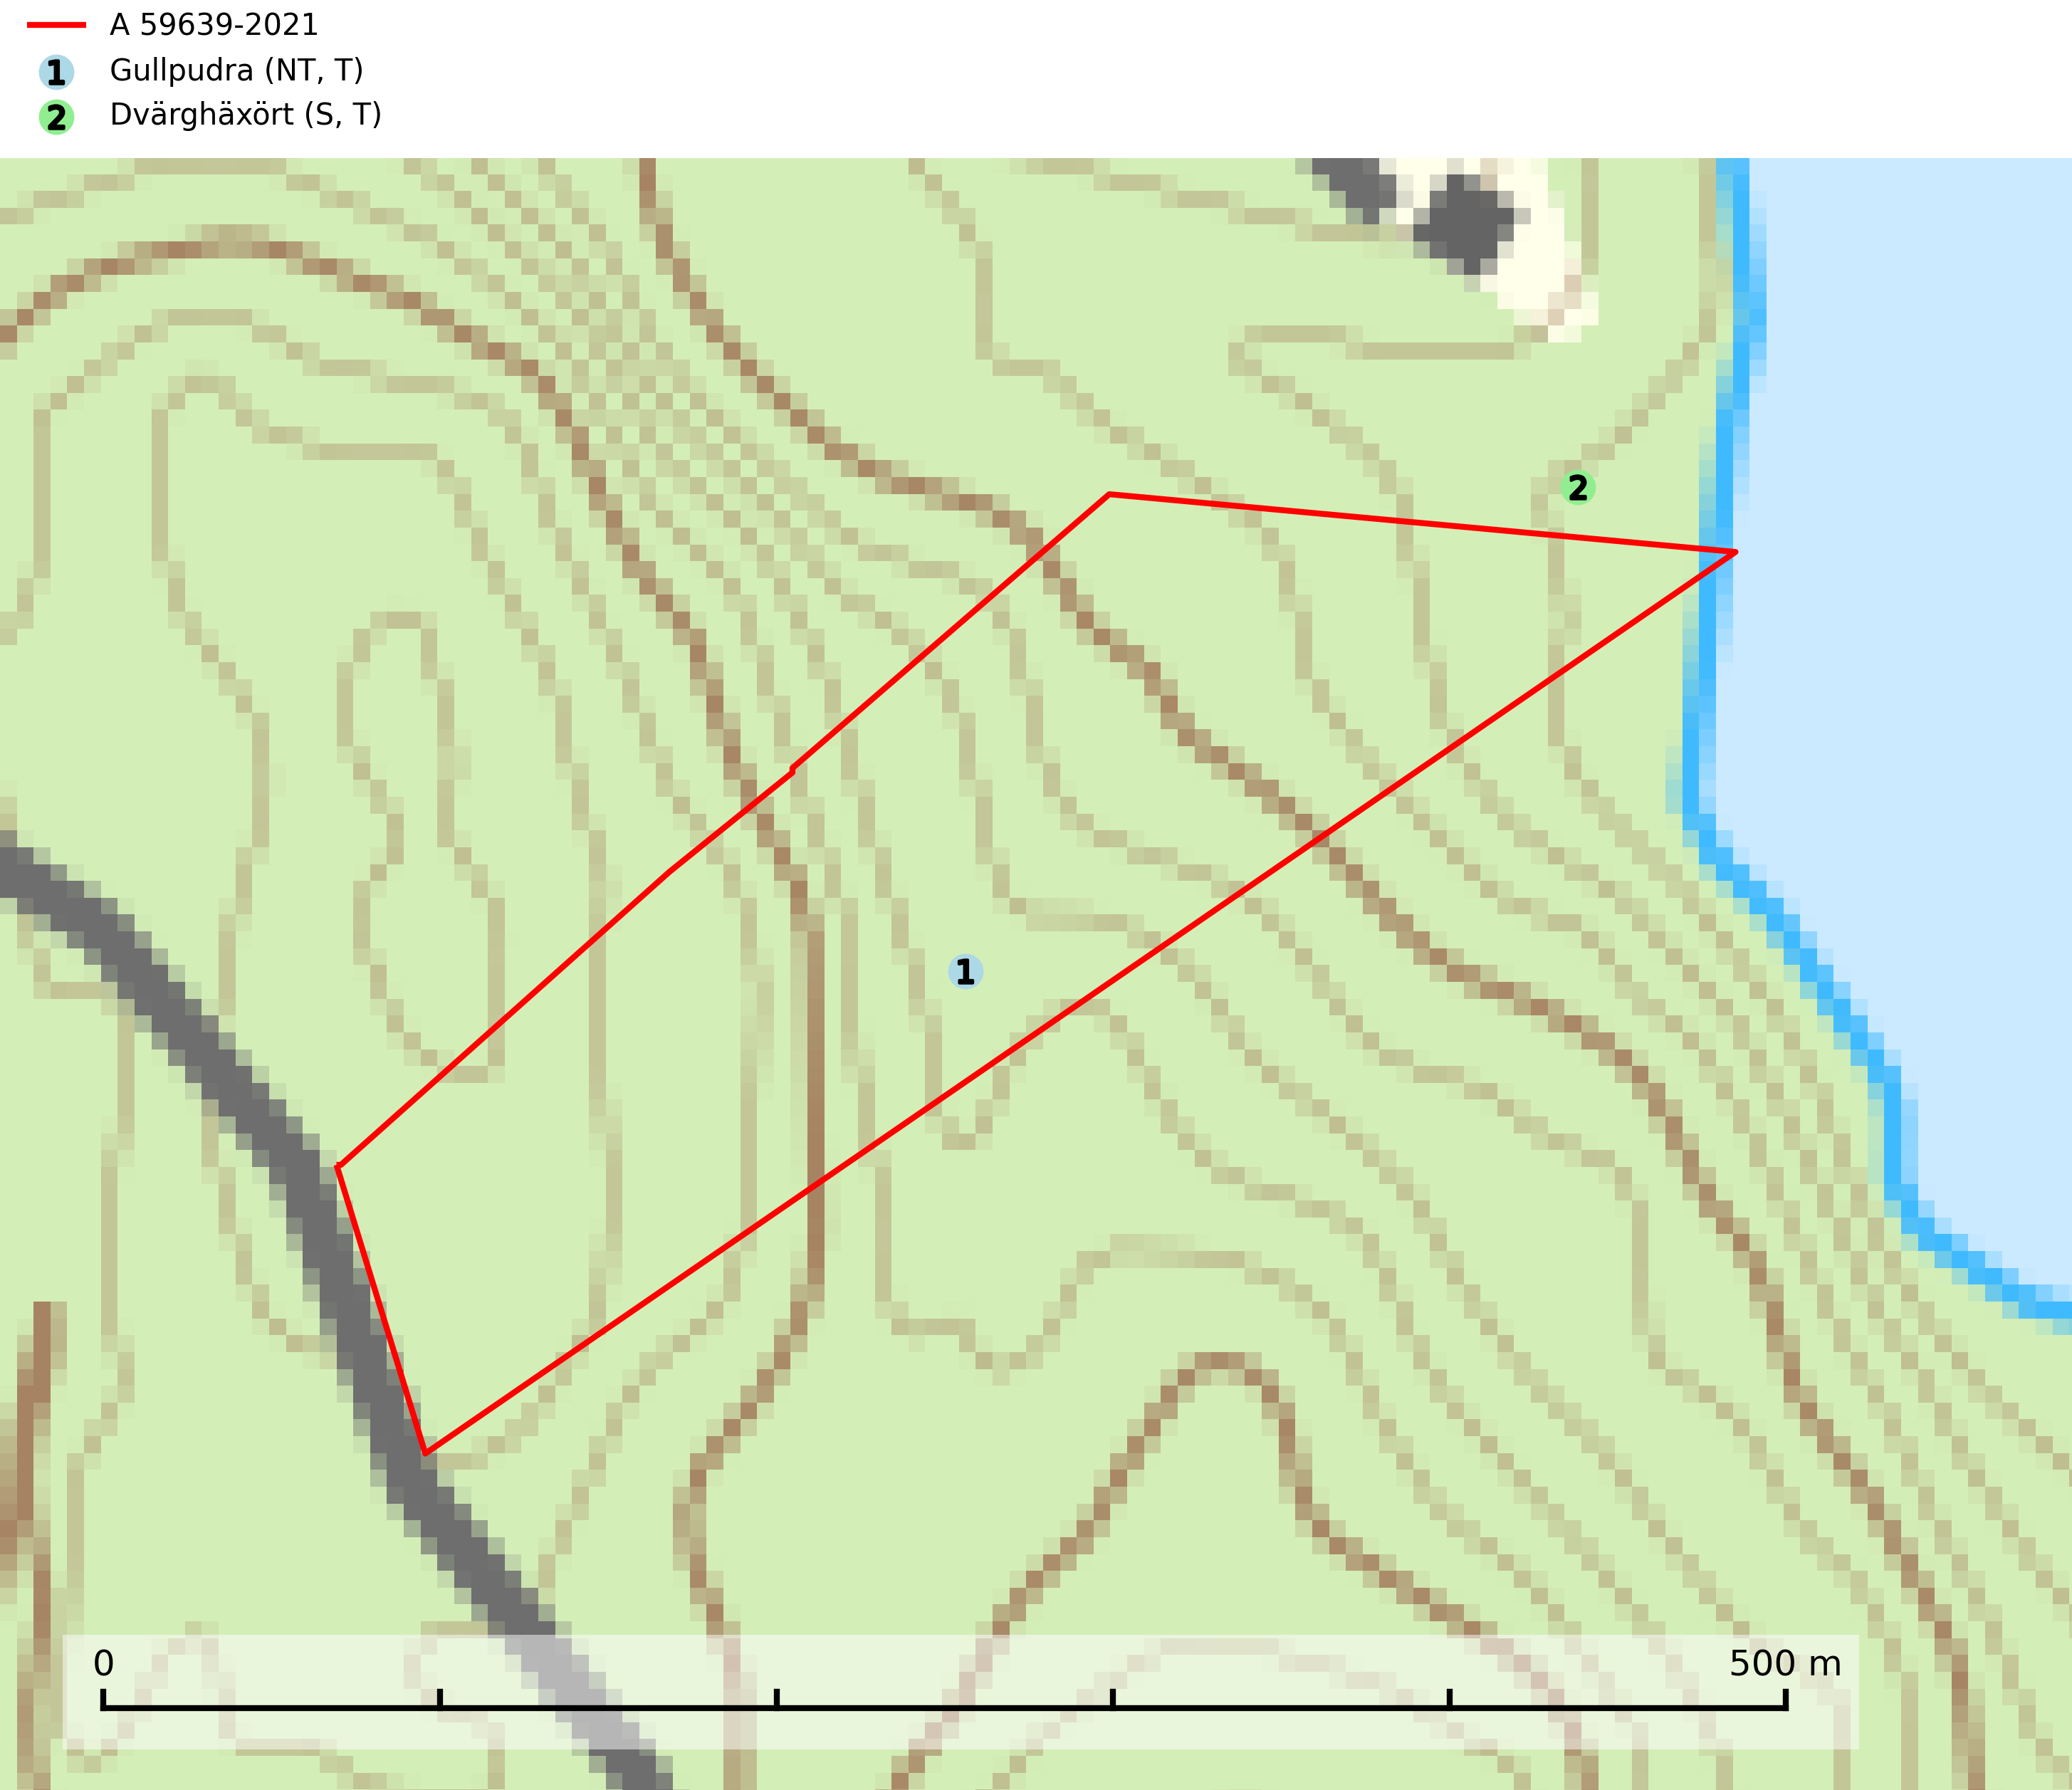 A 59639-2021
1 Gullpudra (NT, T)
2 Dvärghäxört (S, T)
2
1
0 500 m